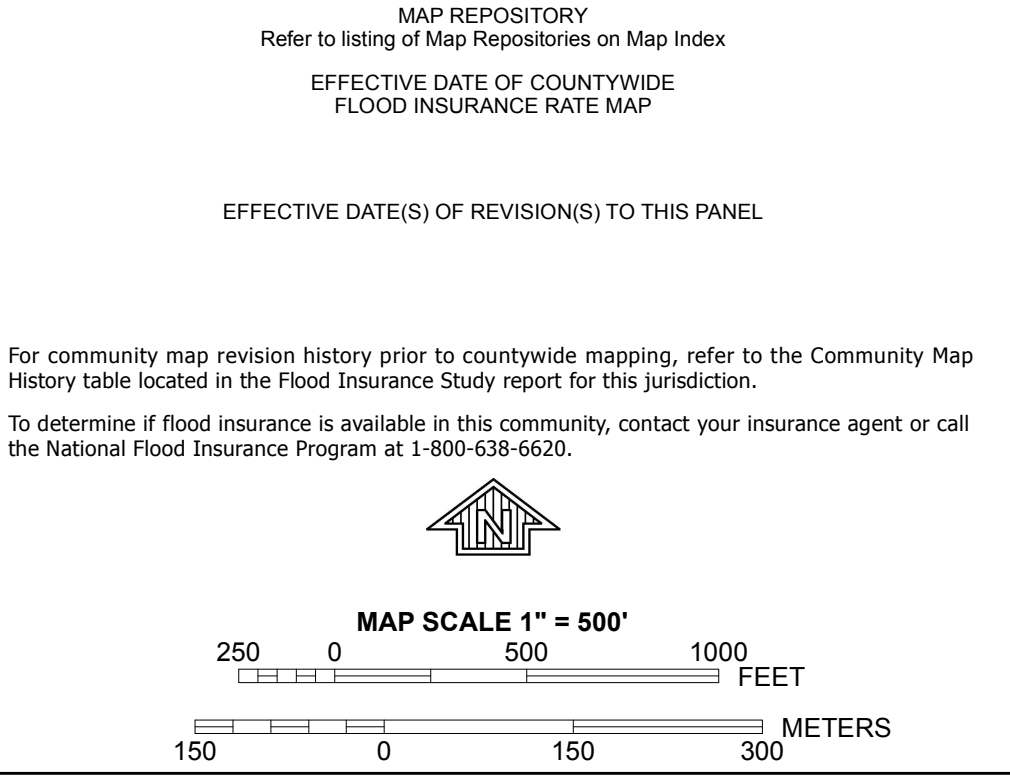 MAP REPOSITORY
Refer to listing of Map Repositories on Map Index
EFFECTIVE DATE OF COUNTYWIDE
FLOOD INSURANCE RATE MAP
EFFECTIVE DATE(S) OF REVISION(S) TO THIS PANEL
For community map revision history prior to countywide mapping, refer to the Community Map
History table located in the Flood Insurance Study report for this jurisdiction.
To determine if flood insurance is available in this community, contact your insurance agent or call
the National Flood Insurance Program at 1-800-638-6620.
N
MAP SCALE 1" = 500'
250 0 500 1000
FEET
METERS
150 0 150 300